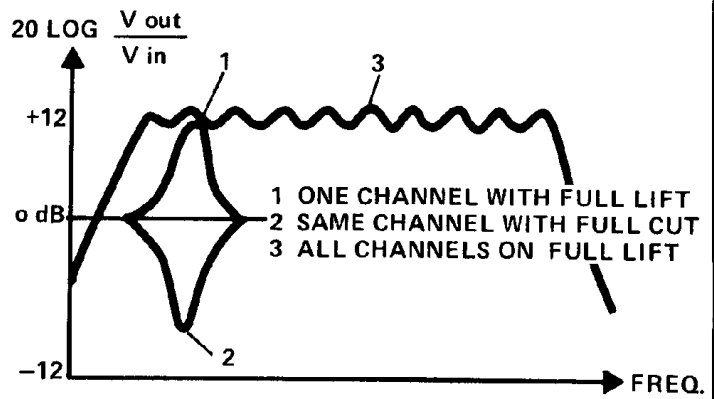 20 LOG V out
V in
1
3
+12
o dB
1 ONE CHANNEL WITH FULL LIFT
2 SAME CHANNEL WITH FULL CUT
3 ALL CHANNELS ON FULL LIFT
2
−12
FREQ.